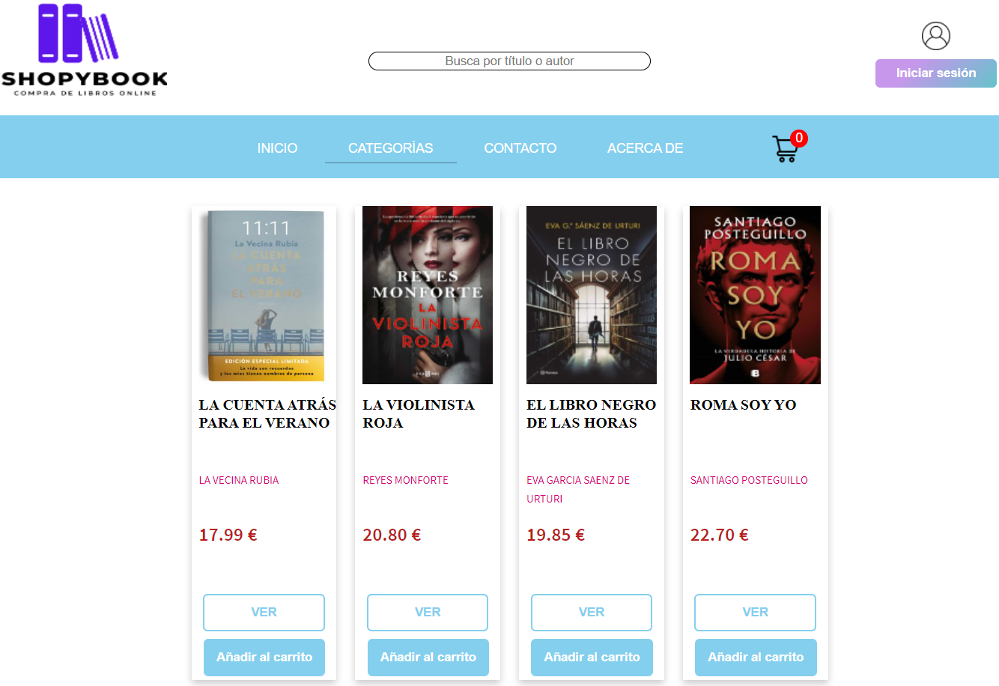 SHOPYBOOK
COMPRA DE LIBROS ONLINE
Busca por título o autor
Iniciar sesión
INICIO
CATEGORÍAS
CONTACTO
ACERCA DE
0
11:11
La Vecina Rubia
LA CUENTA
ATRÁS
PARA
EL VERANO
EDICIÓN ESPECIAL LIMITADA
La vida son recuerdos
y los míos tienen nombres de persona
LA CUENTA ATRÁS
PARA EL VERANO
LA VECINA RUBIA
17.99 €
VER
Añadir al carrito
REYES
MONFORTE
LA
VIOLINISTA
ROJA
LA VIOLINISTA
ROJA
REYES MONFORTE
20.80 €
VER
Añadir al carrito
EVA G.ª SÁENZ DE URTURI
EL LIBRO
NEGRO DE
LAS HORAS
Planeta
EL LIBRO NEGRO
DE LAS HORAS
EVA GARCIA SAENZ DE
URTURI
19.85 €
VER
Añadir al carrito
SANTIAGO
POSTEGUILLO
ROMA
SOY
YO
LA VERDADERA HISTORIA DE
JULIO CÉSAR
B
ROMA SOY YO
SANTIAGO POSTEGUILLO
22.70 €
VER
Añadir al carrito